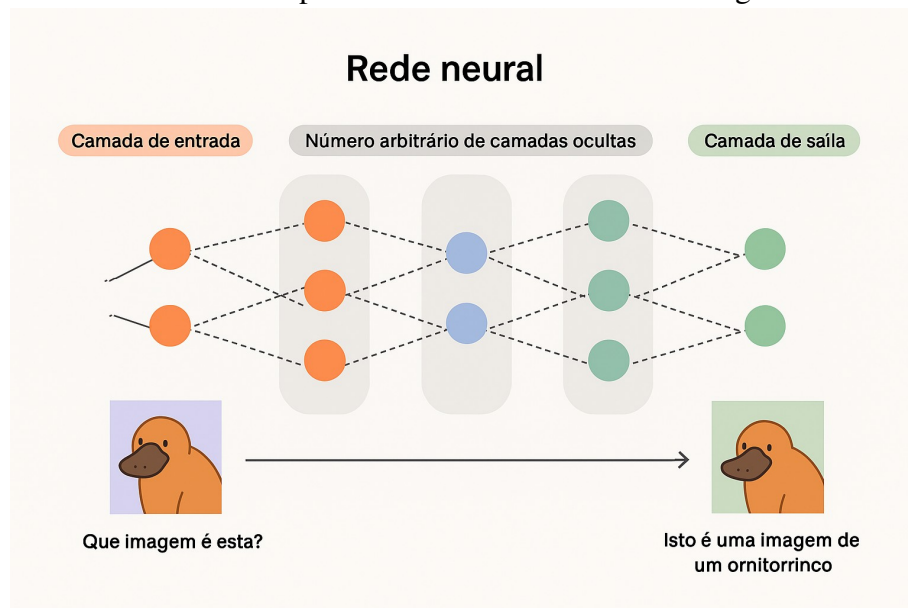 Rede neural
Camada de entrada
Número arbitrário de camadas ocultas
Camada de saíla
Que imagem é esta?
Isto é uma imagem de
um ornitorrinco